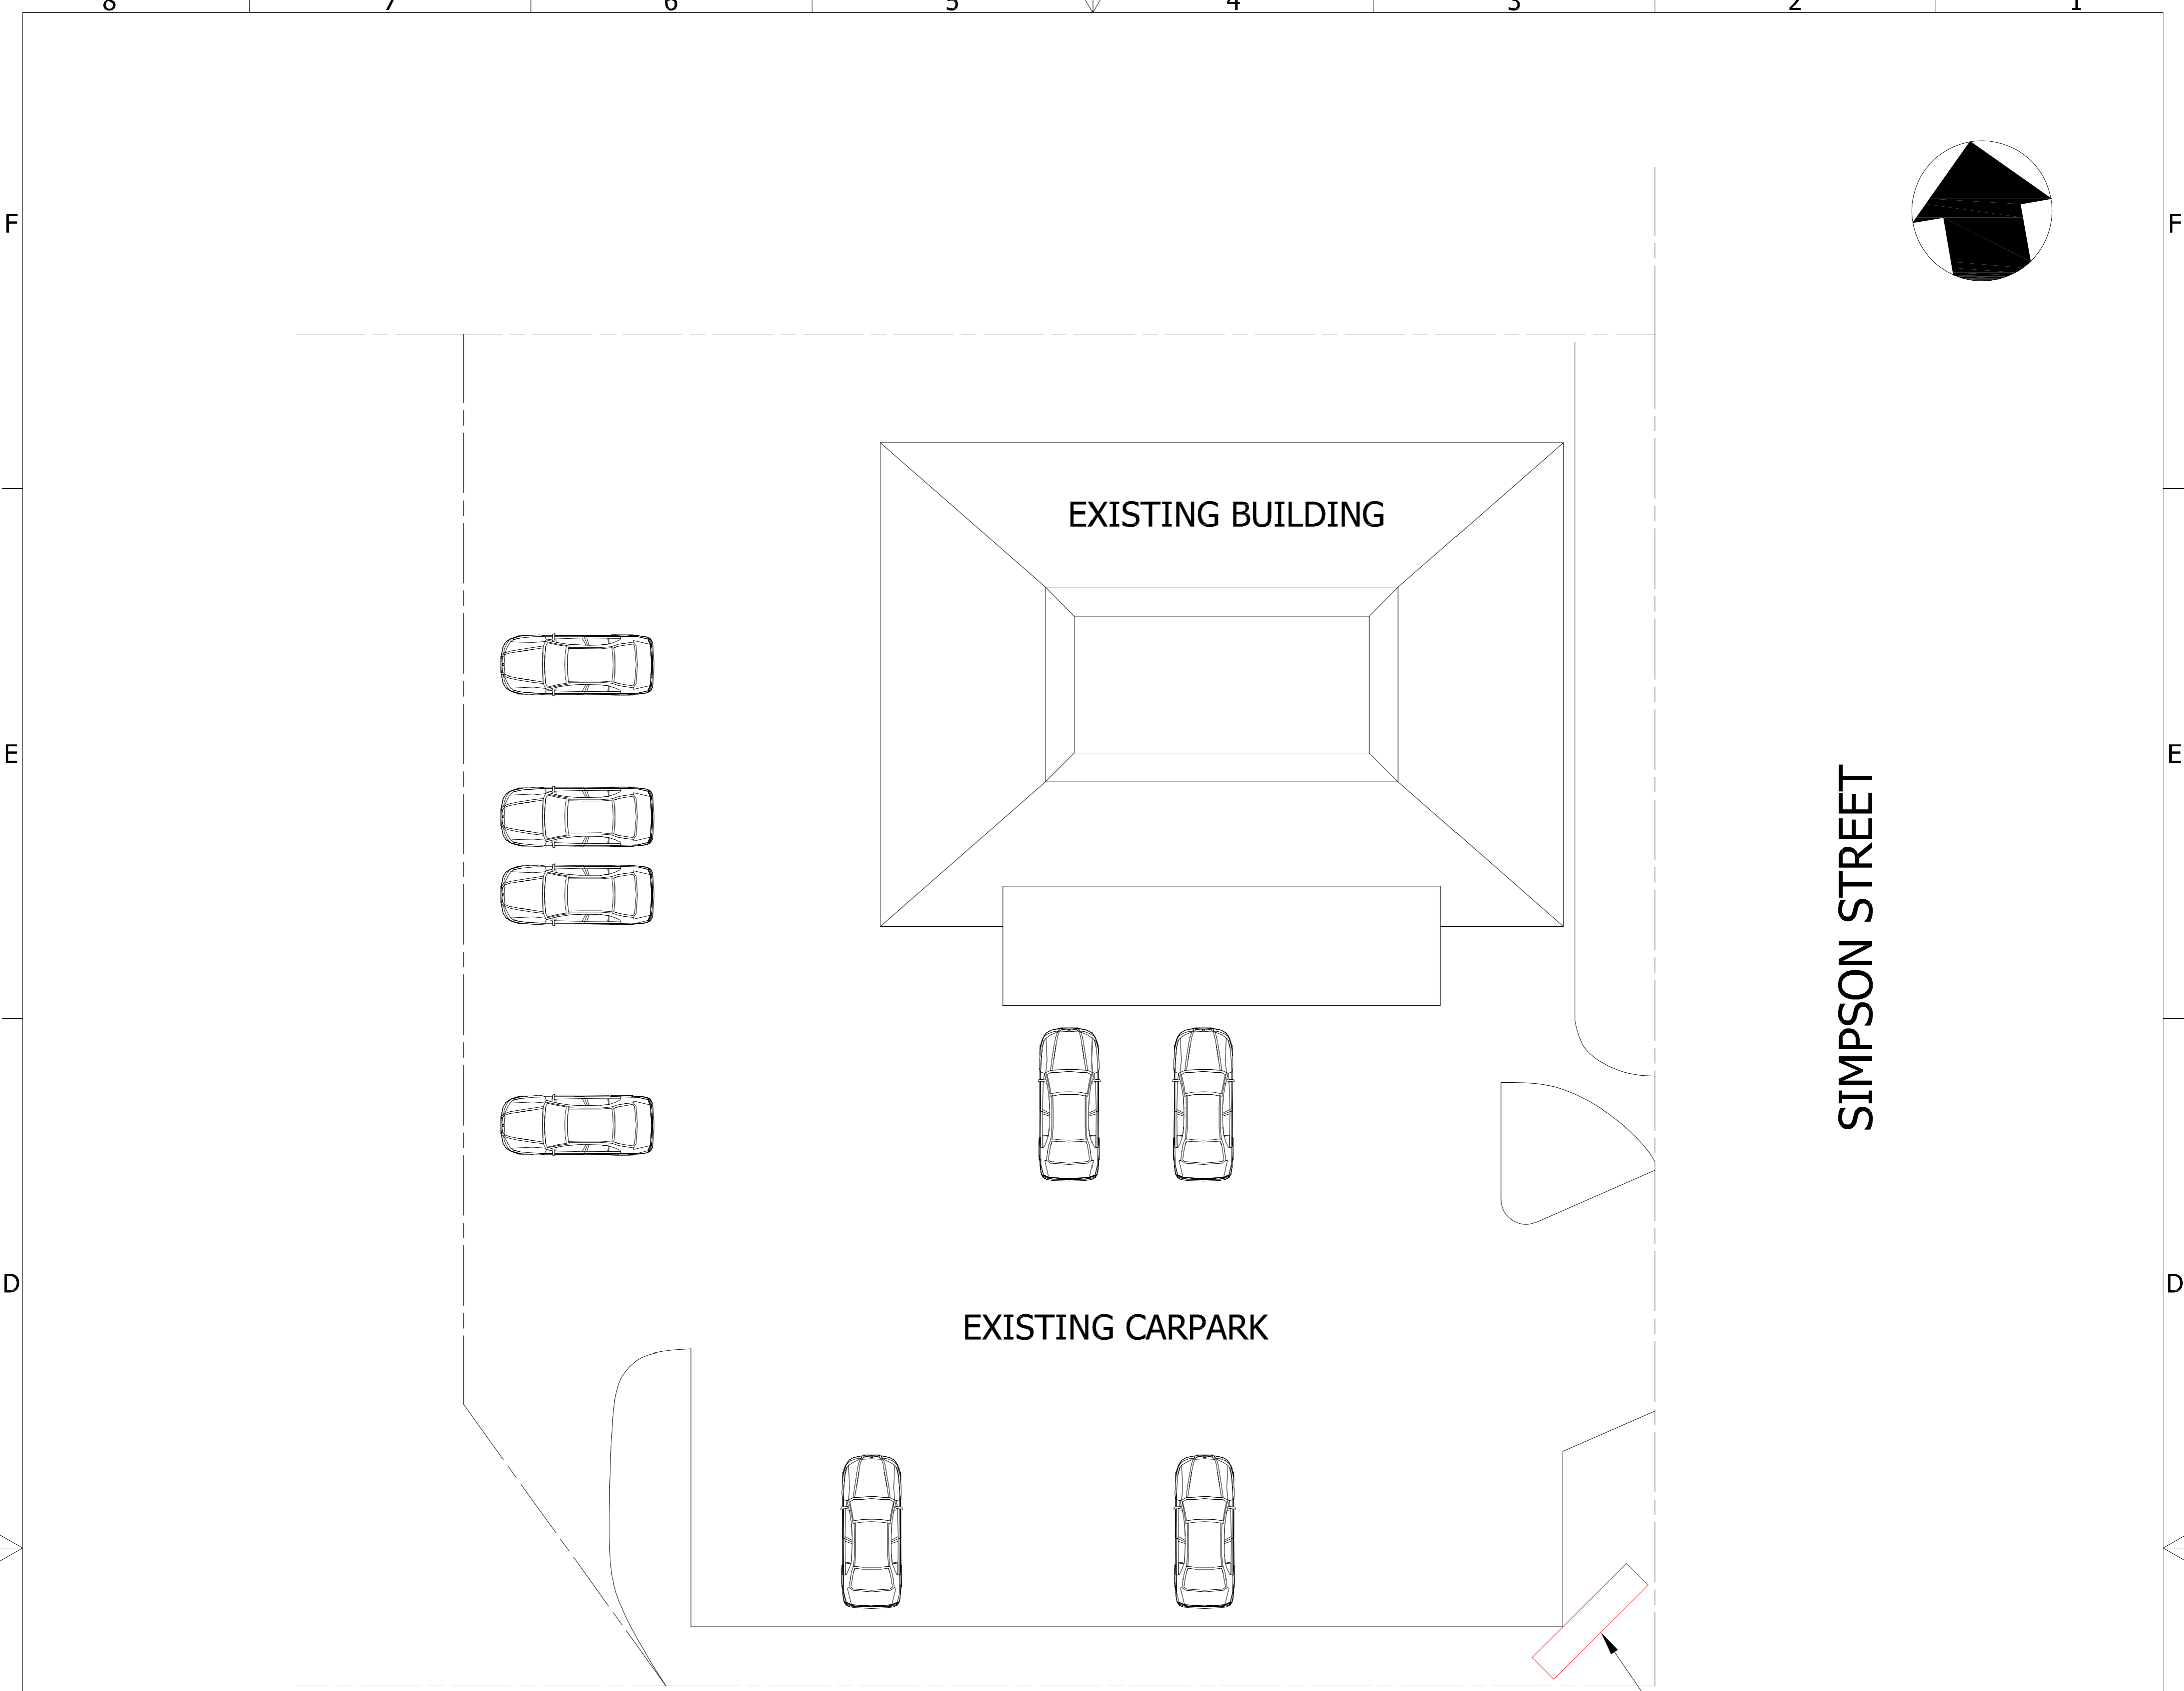 8 7 6 5 4 3 2 1
F F
EXISTING BUILDING
E E
SIMPSON STREET
D D
EXISTING CARPARK